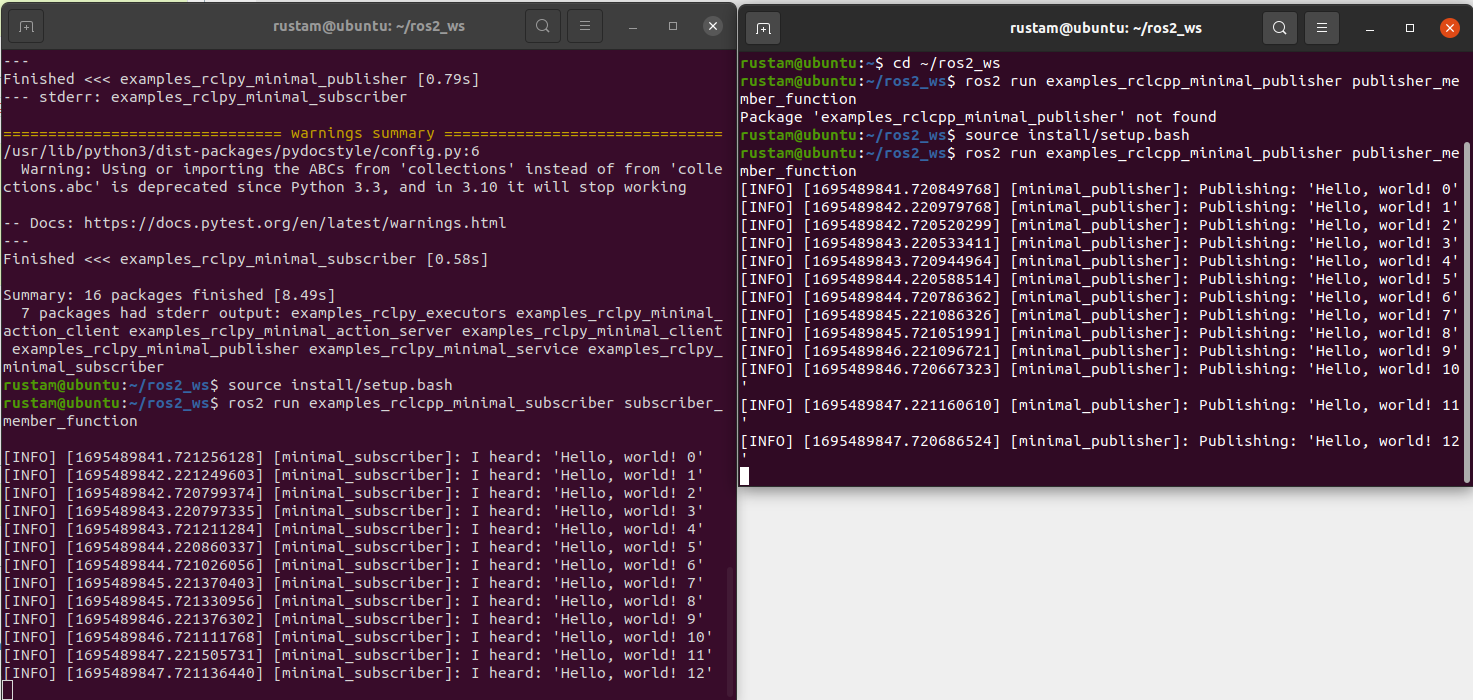 rustam@ubuntu: ~/ros2_ws
---
Finished <<< examples_rclpy_minimal_publisher [0.79s]
--- stderr: examples_rclpy_minimal_subscriber
=============================== warnings summary ===============================
/usr/lib/python3/dist-packages/pydocstyle/config.py:6
  Warning: Using or importing the ABCs from 'collections' instead of from 'colle
ctions.abc' is deprecated since Python 3.3, and in 3.10 it will stop working
-- Docs: https://docs.pytest.org/en/latest/warnings.html
---
Finished <<< examples_rclpy_minimal_subscriber [0.58s]
Summary: 16 packages finished [8.49s]
  7 packages had stderr output: examples_rclpy_executors examples_rclpy_minimal_
action_client examples_rclpy_minimal_action_server examples_rclpy_minimal_client
 examples_rclpy_minimal_publisher examples_rclpy_minimal_service examples_rclpy_
minimal_subscriber
rustam@ubuntu:~/ros2_ws$ source install/setup.bash
rustam@ubuntu:~/ros2_ws$ ros2 run examples_rclcpp_minimal_subscriber subscriber_
member_function
[INFO] [1695489841.721256128] [minimal_subscriber]: I heard: 'Hello, world! 0'
[INFO] [1695489842.221249603] [minimal_subscriber]: I heard: 'Hello, world! 1'
[INFO] [1695489842.720799374] [minimal_subscriber]: I heard: 'Hello, world! 2'
[INFO] [1695489843.220797335] [minimal_subscriber]: I heard: 'Hello, world! 3'
[INFO] [1695489843.721211284] [minimal_subscriber]: I heard: 'Hello, world! 4'
[INFO] [1695489844.220860337] [minimal_subscriber]: I heard: 'Hello, world! 5'
[INFO] [1695489844.721026056] [minimal_subscriber]: I heard: 'Hello, world! 6'
[INFO] [1695489845.221370403] [minimal_subscriber]: I heard: 'Hello, world! 7'
[INFO] [1695489845.721330956] [minimal_subscriber]: I heard: 'Hello, world! 8'
[INFO] [1695489846.221376302] [minimal_subscriber]: I heard: 'Hello, world! 9'
[INFO] [1695489846.721111768] [minimal_subscriber]: I heard: 'Hello, world! 10'
[INFO] [1695489847.221505731] [minimal_subscriber]: I heard: 'Hello, world! 11'
[INFO] [1695489847.721136440] [minimal_subscriber]: I heard: 'Hello, world! 12'
rustam@ubuntu: ~/ros2_ws
rustam@ubuntu:~$ cd ~/ros2_ws
rustam@ubuntu:~/ros2_ws$ ros2 run examples_rclcpp_minimal_publisher publisher_me
mber_function
Package 'examples_rclcpp_minimal_publisher' not found
rustam@ubuntu:~/ros2_ws$ source install/setup.bash
rustam@ubuntu:~/ros2_ws$ ros2 run examples_rclcpp_minimal_publisher publisher_me
mber_function
[INFO] [1695489841.720849768] [minimal_publisher]: Publishing: 'Hello, world! 0'
[INFO] [1695489842.220979768] [minimal_publisher]: Publishing: 'Hello, world! 1'
[INFO] [1695489842.720520299] [minimal_publisher]: Publishing: 'Hello, world! 2'
[INFO] [1695489843.220533411] [minimal_publisher]: Publishing: 'Hello, world! 3'
[INFO] [1695489843.720944964] [minimal_publisher]: Publishing: 'Hello, world! 4'
[INFO] [1695489844.220588514] [minimal_publisher]: Publishing: 'Hello, world! 5'
[INFO] [1695489844.720786362] [minimal_publisher]: Publishing: 'Hello, world! 6'
[INFO] [1695489845.221086326] [minimal_publisher]: Publishing: 'Hello, world! 7'
[INFO] [1695489845.721051991] [minimal_publisher]: Publishing: 'Hello, world! 8'
[INFO] [1695489846.221096721] [minimal_publisher]: Publishing: 'Hello, world! 9'
[INFO] [1695489846.720667323] [minimal_publisher]: Publishing: 'Hello, world! 10
'
[INFO] [1695489847.221160610] [minimal_publisher]: Publishing: 'Hello, world! 11
'
[INFO] [1695489847.720686524] [minimal_publisher]: Publishing: 'Hello, world! 12
'